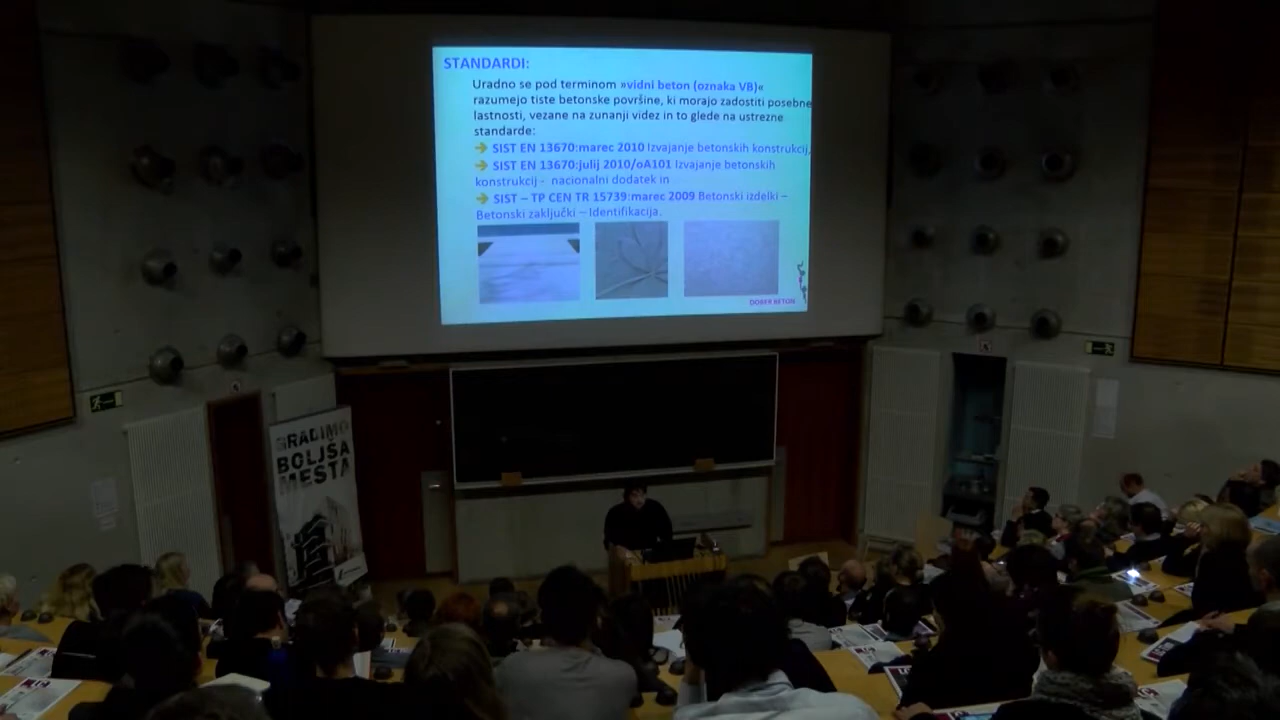 STANDARDI:
Uradno se pod terminom »vidni beton (oznaka VB)«
razumejo tiste betonske površine, ki morajo zadostiti posebne
lastnosti, vezane na zunanji videz in to glede na ustrezne
standarde:
→ SIST EN 13670:marec 2010 Izvajanje betonskih konstrukcij,
→ SIST EN 13670:Julij 2010/oA101 Izvajanje betonskih
konstrukcij - nacionalni dodatek in
→ SIST – TP CEN TR 15739:marec 2009 Betonski izdelki –
Betonski zaključki – Identifikacija.
DOBER BETON
GRADIMO
BOLJŠA
MESTA